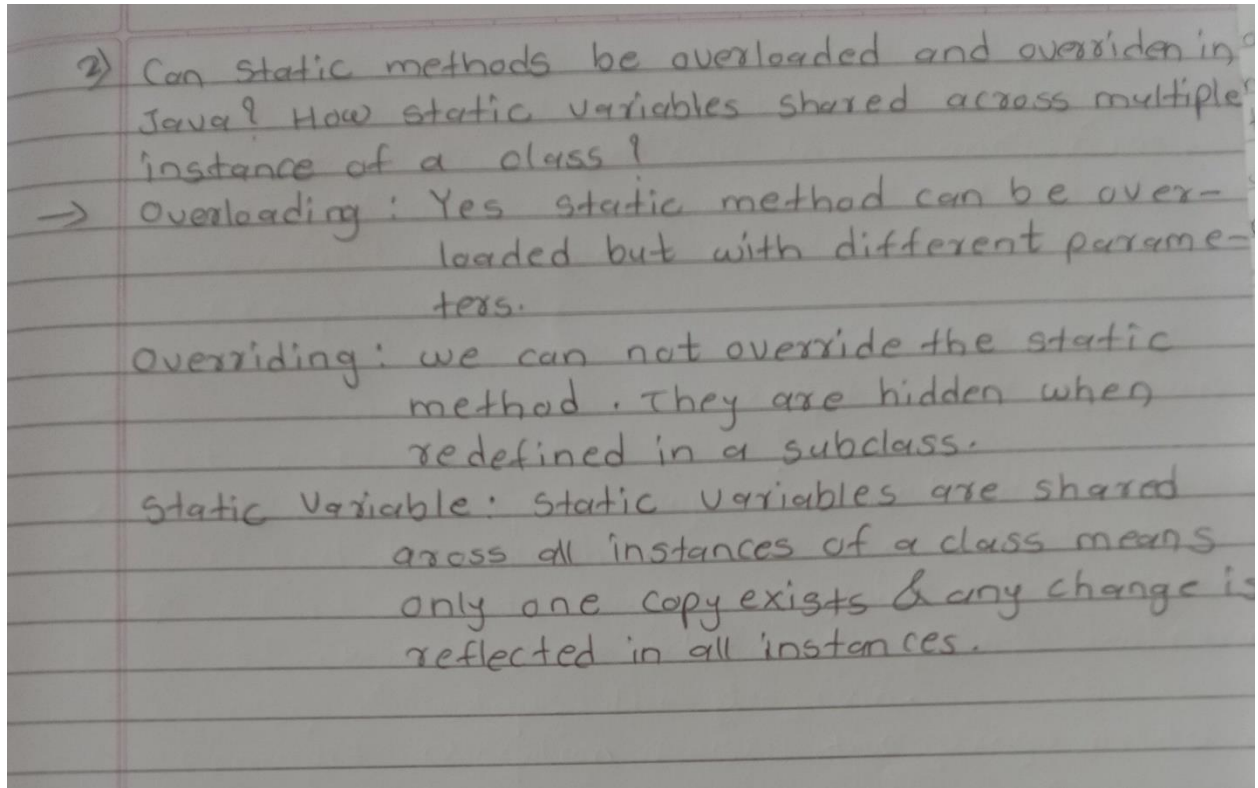 2) Can static methods be overloaded and overriden in
Java? How static variables shared across multiple
instance of a class?
→ Overloading : Yes static method can be over-
loaded but with different parame-
ters.
Overriding : we can not override the static
method. They are hidden when
redefined in a subclass.
Static Variable : Static variables are shared
aross all instances of a class means
only one copy exists & any change is
reflected in all instances.